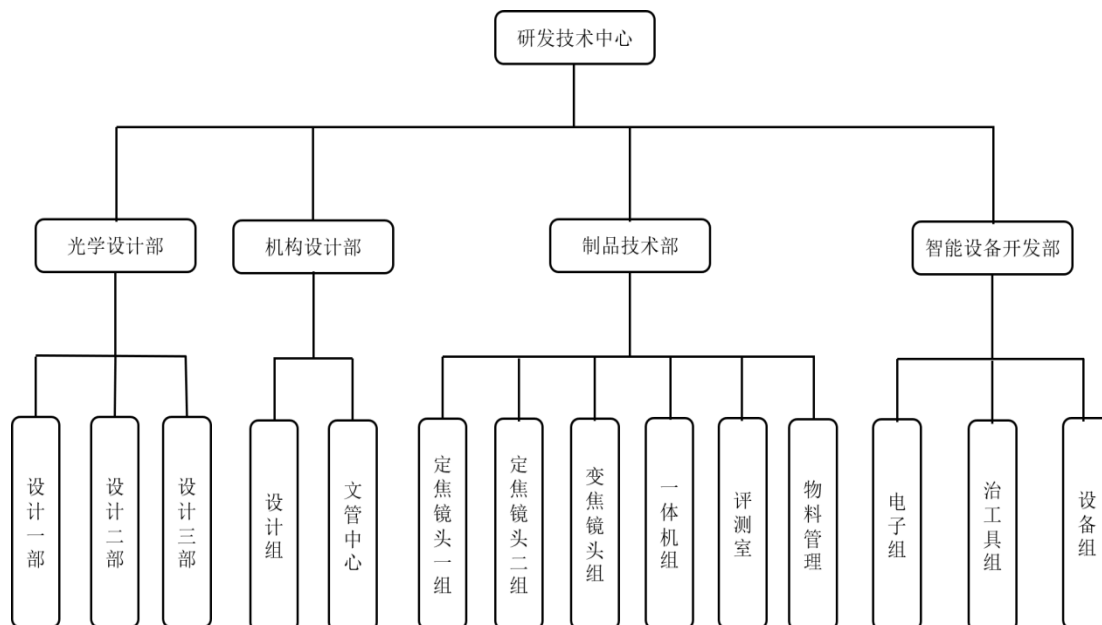 研发技术中心
光学设计部
机构设计部
制品技术部
智能设备开发部
设计一部
设计二部
设计三部
设计组
文管中心
定焦镜头一组
定焦镜头二组
变焦镜头组
一体机组
评测室
物料管理
电子组
治工具组
设备组